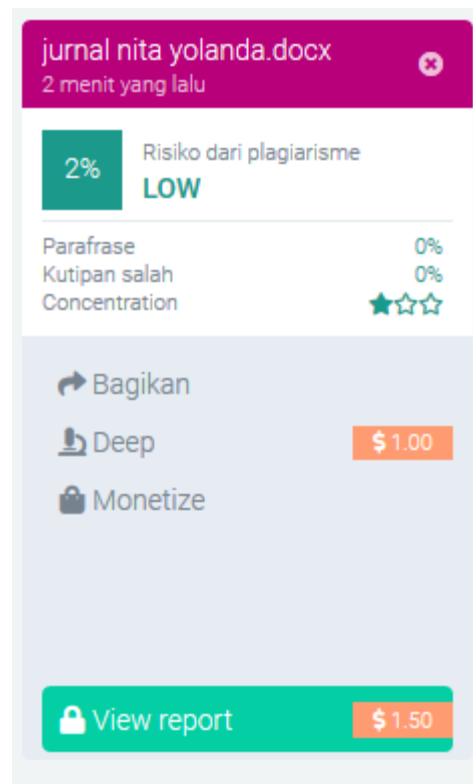 jurnal nita yolanda.docx
2 menit yang lalu
2%
Risiko dari plagiarisme
LOW
Parafrase 0%
Kutipan salah 0%
Concentration
Bagikan
Deep $ 1.00
Monetize
View report $ 1.50